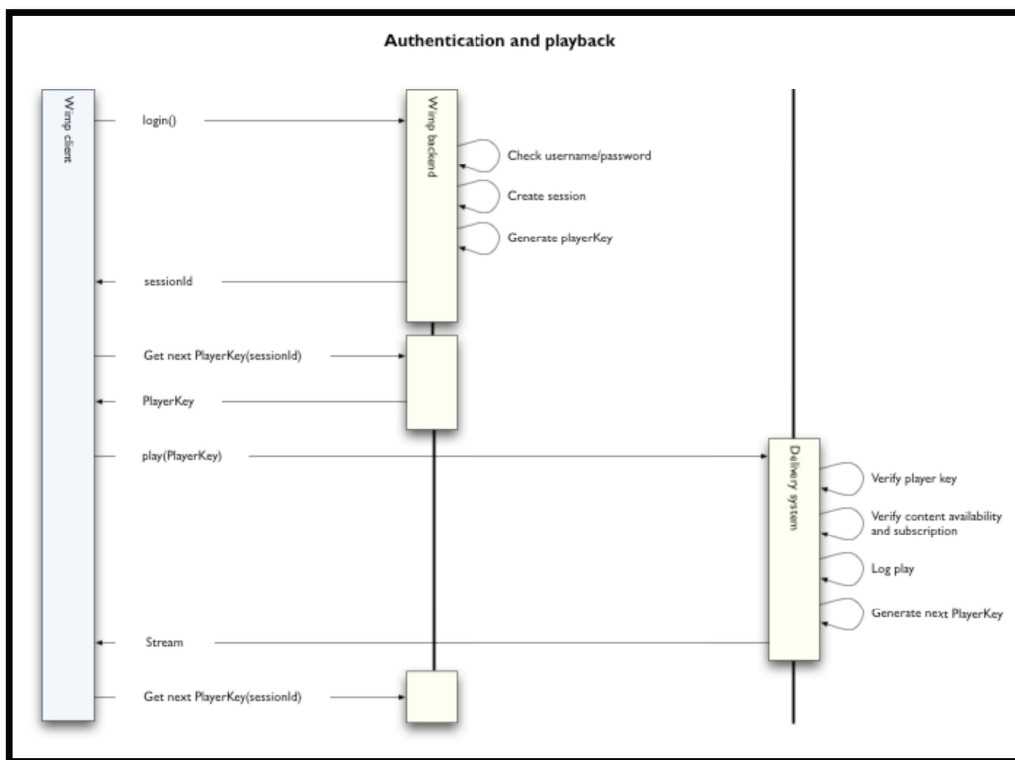 Authentication and playback
Wimp client
Wimp backend
login()
Check username/password
Create session
Generate playerKey
sessionId
Get next PlayerKey(sessionId)
PlayerKey
play(PlayerKey)
Delivery system
Verify player key
Verify content availability
and subscription
Log play
Generate next PlayerKey
Stream
Get next PlayerKey(sessionId)